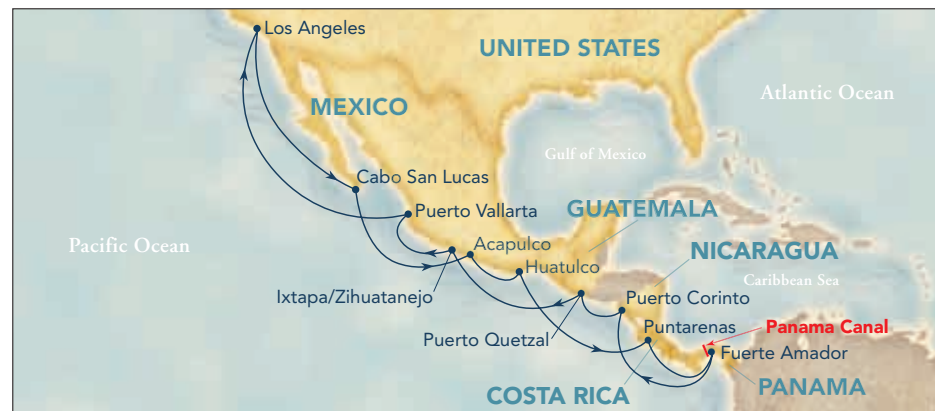 Los Angeles
UNITED STATES
Atlantic Ocean
MEXICO
Gulf of Mexico
Cabo San Lucas
Puerto Vallarta
GUATEMALA
Pacific Ocean
Acapulco
NICARAGUA
Huatulco
Caribbean Sea
Ixtapa/Zihuatanejo
Puerto Corinto
Puntarenas
Panama Canal
Puerto Quetzal
Fuerte Amador
COSTA RICA
PANAMA